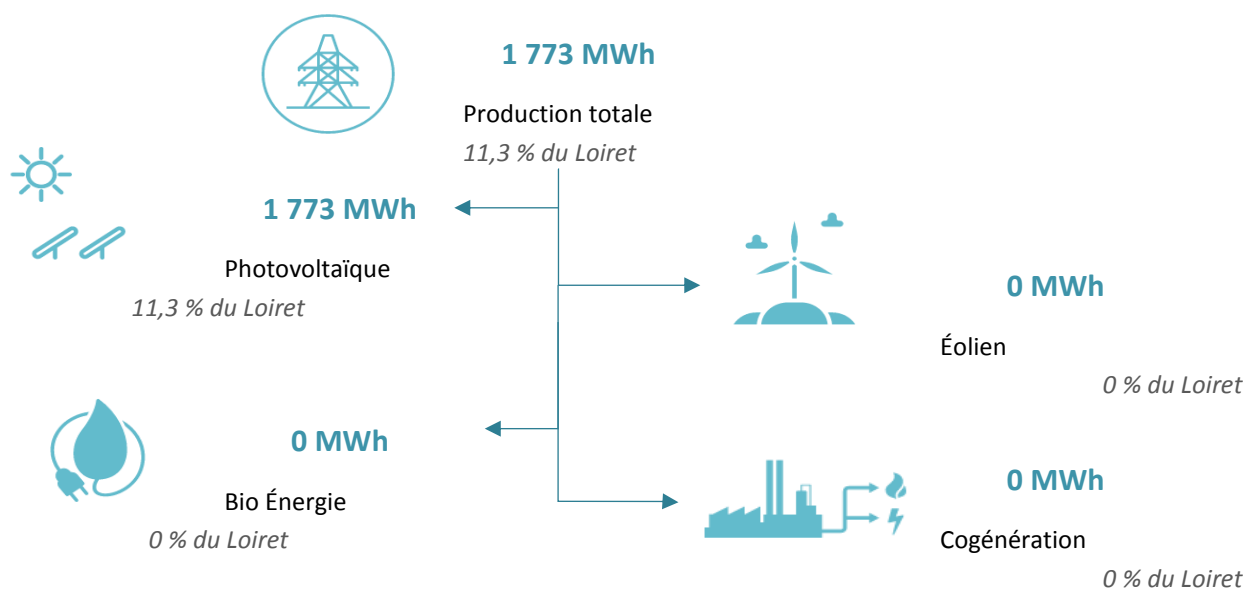 1 773 MWh
Production totale
11,3 % du Loiret
1 773 MWh
Photovoltaïque
11,3 % du Loiret
0 MWh
Éolien
0 % du Loiret
0 MWh
Bio Énergie
0 % du Loiret
0 MWh
Cogénération
0 % du Loiret